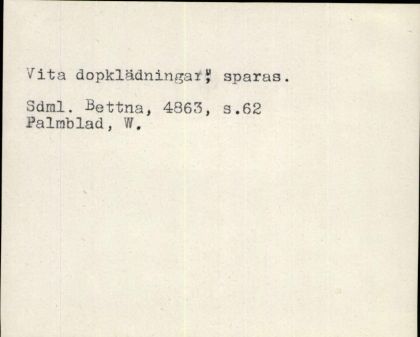 Vita dopklädningar, sparas.
Sdml. Bettna, 4863, s.62
Palmblad, W.